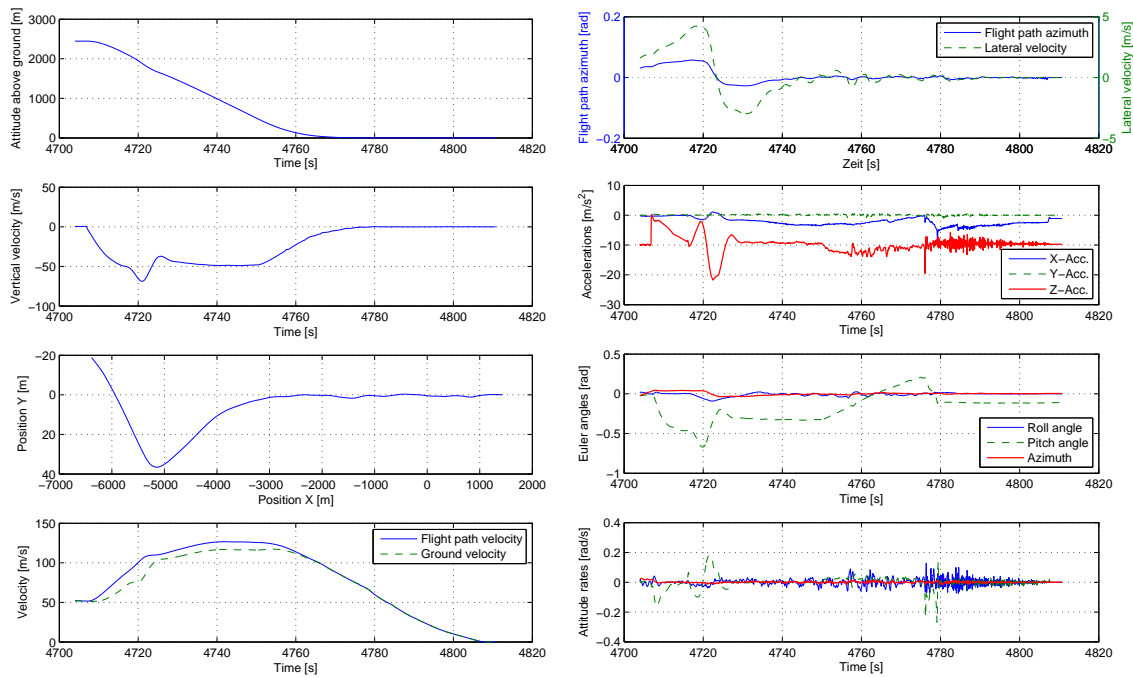 3000
2000
1000
0
Attitude above ground [m]
4700 4720 4740 4760 4780 4800 4820
Time [s]
50
0
−50
−100
Vertical velocity [m/s]
4700 4720 4740 4760 4780 4800 4820
Time [s]
−20
0
20
40
Position Y [m]
−7000 −6000 −5000 −4000 −3000 −2000 −1000 0 1000 2000
Position X [m]
150
100
50
0
Velocity [m/s]
Flight path velocity
Ground velocity
4700 4720 4740 4760 4780 4800 4820
Time [s]
0.2
0
−0.2
Flight path azimuth [rad]
Flight path azimuth
Lateral velocity
5
0
−5
Lateral velocity [m/s]
4700 4720 4740 4760 4780 4800 4820
Zeit [s]
10
0
−10
−20
−30
Accelerations [m/s²]
X−Acc.
Y−Acc.
Z−Acc.
4700 4720 4740 4760 4780 4800 4820
Time [s]
0.5
0
−0.5
−1
Euler angles [rad]
Roll angle
Pitch angle
Azimuth
4700 4720 4740 4760 4780 4800 4820
Time [s]
0.4
0.2
0
−0.2
−0.4
Attitude rates [rad/s]
4700 4720 4740 4760 4780 4800 4820
Time [s]